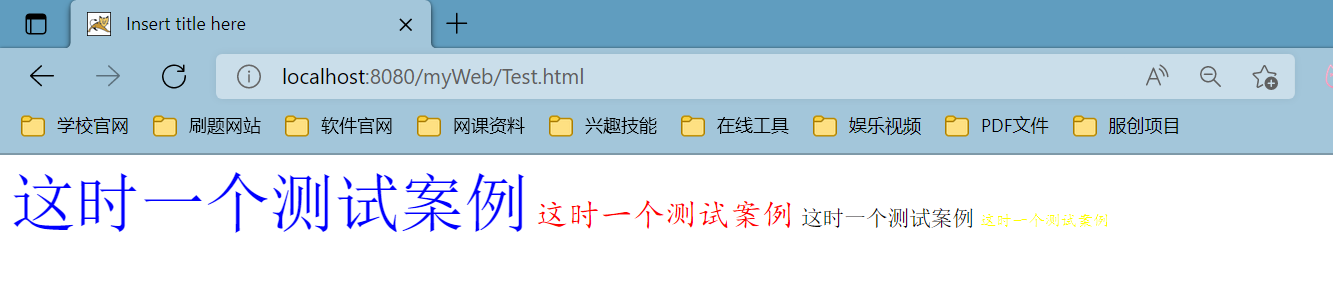 Insert title here
localhost:8080/myWeb/Test.html
学校官网 刷题网站 软件官网 网课资料 兴趣技能 在线工具 娱乐视频 PDF文件 服创项目
这时一个测试案例 这时一个测试案例 这时一个测试案例 这时一个测试案例